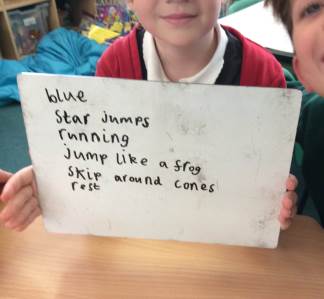 blue
Star Jumps
running
Jump like a frog
Skip around cones
rest